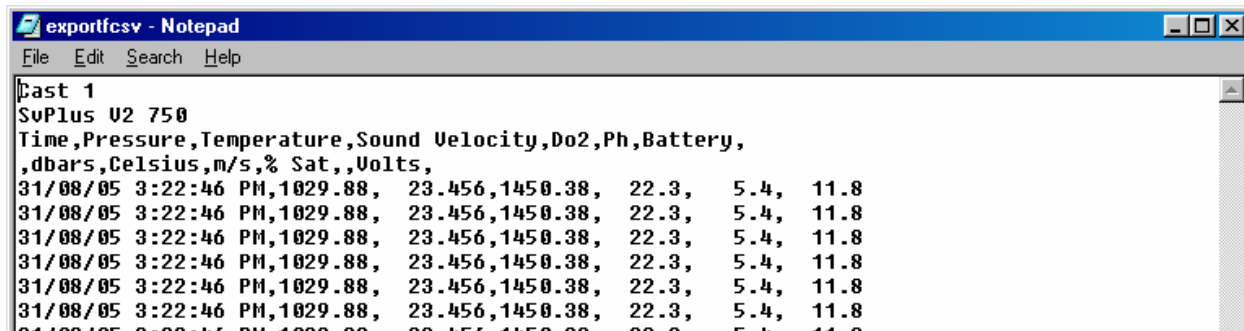 exportfcsv - Notepad
File Edit Search Help
Cast 1
SvPlus V2 750
Time,Pressure,Temperature,Sound Velocity,Do2,Ph,Battery,
,dbars,Celsius,m/s,% Sat,,Volts,
31/08/05 3:22:46 PM,1029.88,  23.456,1450.38,  22.3,   5.4,  11.8
31/08/05 3:22:46 PM,1029.88,  23.456,1450.38,  22.3,   5.4,  11.8
31/08/05 3:22:46 PM,1029.88,  23.456,1450.38,  22.3,   5.4,  11.8
31/08/05 3:22:46 PM,1029.88,  23.456,1450.38,  22.3,   5.4,  11.8
31/08/05 3:22:46 PM,1029.88,  23.456,1450.38,  22.3,   5.4,  11.8
31/08/05 3:22:46 PM,1029.88,  23.456,1450.38,  22.3,   5.4,  11.8